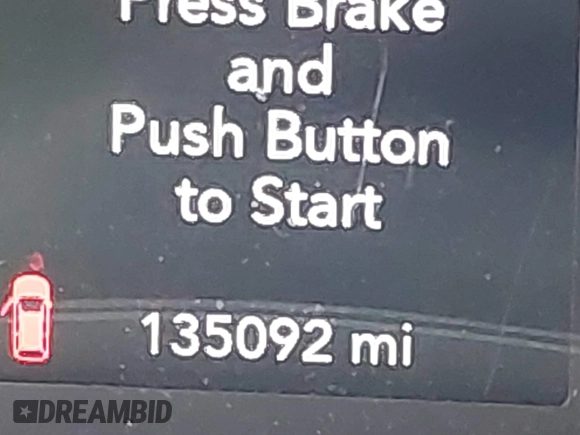 Press Brake
and
Push Button
to Start
135092 mi
DREAMBID